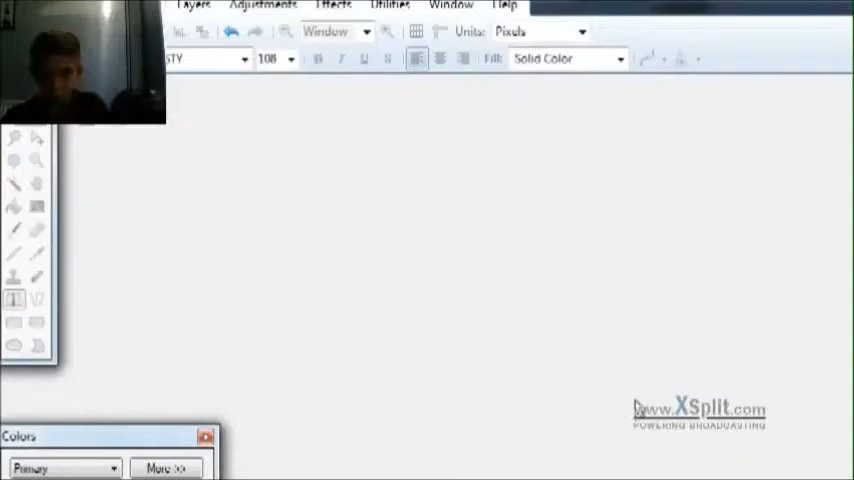 Layers Adjustments Effects Utilities Window Help
Window Units: Pixels
STY 108 B I U S Fill: Solid Color
www.XSplit.com
POWERING BROADCASTING
Colors
Primary More >>